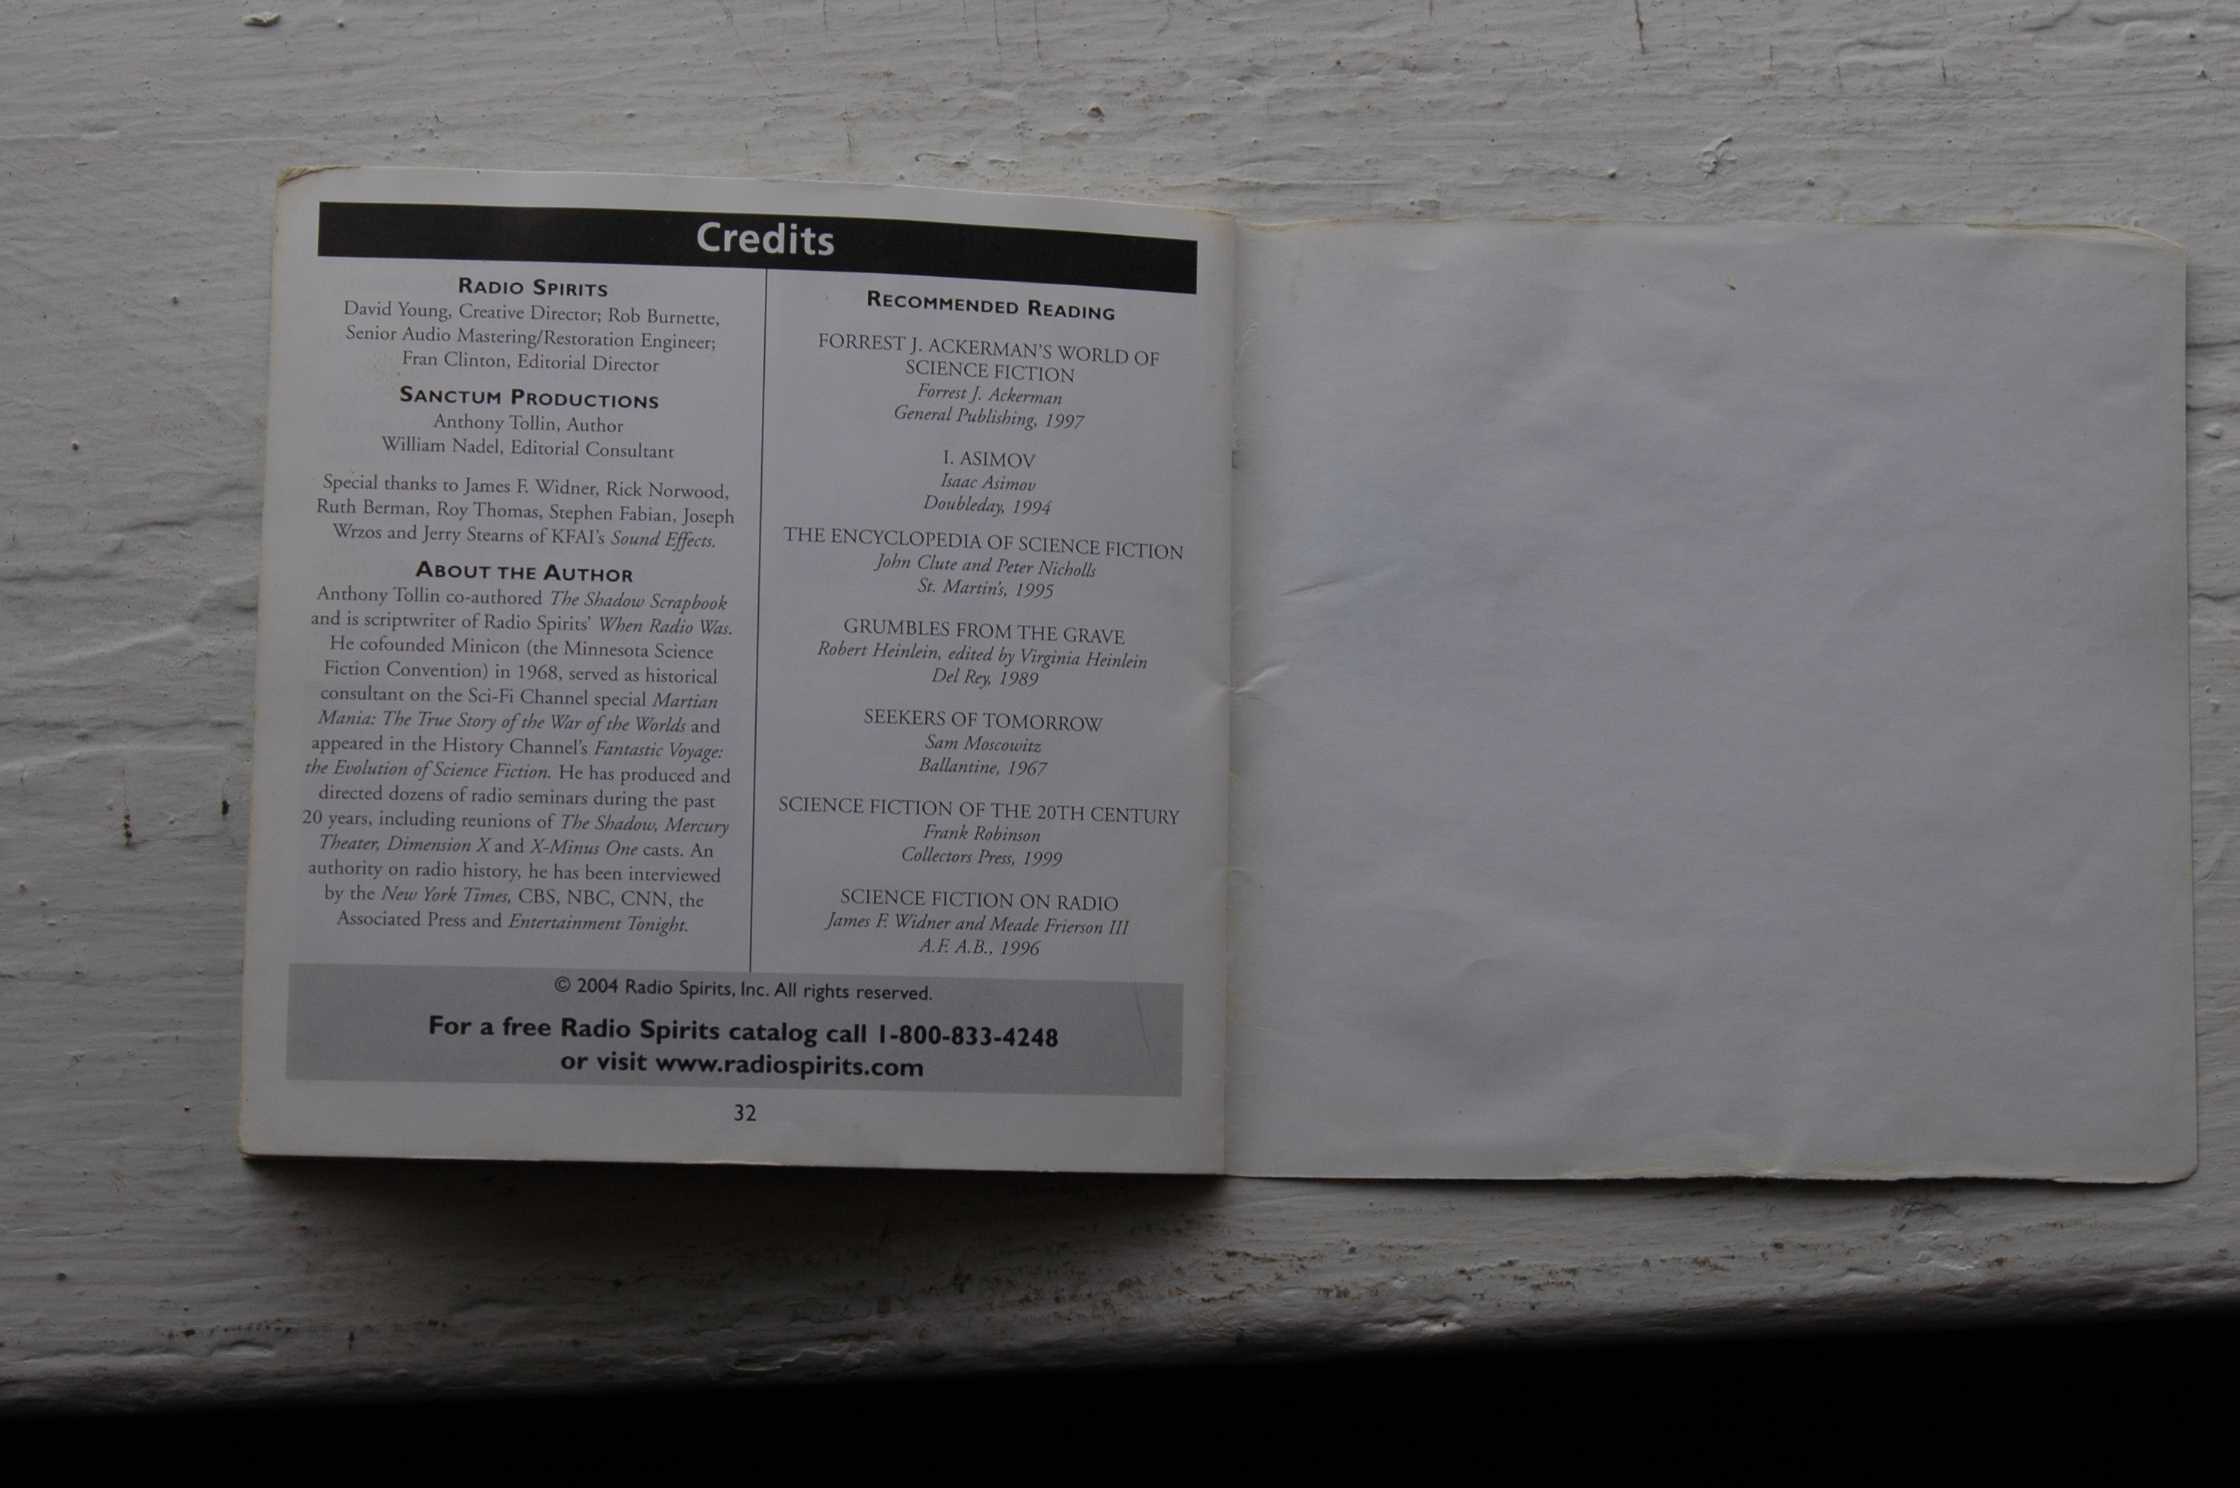 Credits
RADIO SPIRITS
David Young, Creative Director; Rob Burnette,
Senior Audio Mastering/Restoration Engineer;
Fran Clinton, Editorial Director
SANCTUM PRODUCTIONS
Anthony Tollin, Author
William Nadel, Editorial Consultant
Special thanks to James F. Widner, Rick Norwood,
Ruth Berman, Roy Thomas, Stephen Fabian, Joseph
Wrzos and Jerry Stearns of KFAI's Sound Effects.
ABOUT THE AUTHOR
Anthony Tollin co-authored The Shadow Scrapbook
and is scriptwriter of Radio Spirits' When Radio Was.
He cofounded Minicon (the Minnesota Science
Fiction Convention) in 1968, served as historical
consultant on the Sci-Fi Channel special Martian
Mania: The True Story of the War of the Worlds and
appeared in the History Channel's Fantastic Voyage:
the Evolution of Science Fiction. He has produced and
directed dozens of radio seminars during the past
20 years, including reunions of The Shadow, Mercury
Theater, Dimension X and X-Minus One casts. An
authority on radio history, he has been interviewed
by the New York Times, CBS, NBC, CNN, the
Associated Press and Entertainment Tonight.
RECOMMENDED READING
FORREST J. ACKERMAN'S WORLD OF
SCIENCE FICTION
Forrest J. Ackerman
General Publishing, 1997
I. ASIMOV
Isaac Asimov
Doubleday, 1994
THE ENCYCLOPEDIA OF SCIENCE FICTION
John Clute and Peter Nicholls
St. Martin's, 1995
GRUMBLES FROM THE GRAVE
Robert Heinlein, edited by Virginia Heinlein
Del Rey, 1989
SEEKERS OF TOMORROW
Sam Moscowitz
Ballantine, 1967
SCIENCE FICTION OF THE 20TH CENTURY
Frank Robinson
Collectors Press, 1999
SCIENCE FICTION ON RADIO
James F. Widner and Meade Frierson III
A.F. A.B., 1996
© 2004 Radio Spirits, Inc. All rights reserved.
For a free Radio Spirits catalog call 1-800-833-4248
or visit www.radiospirits.com
32